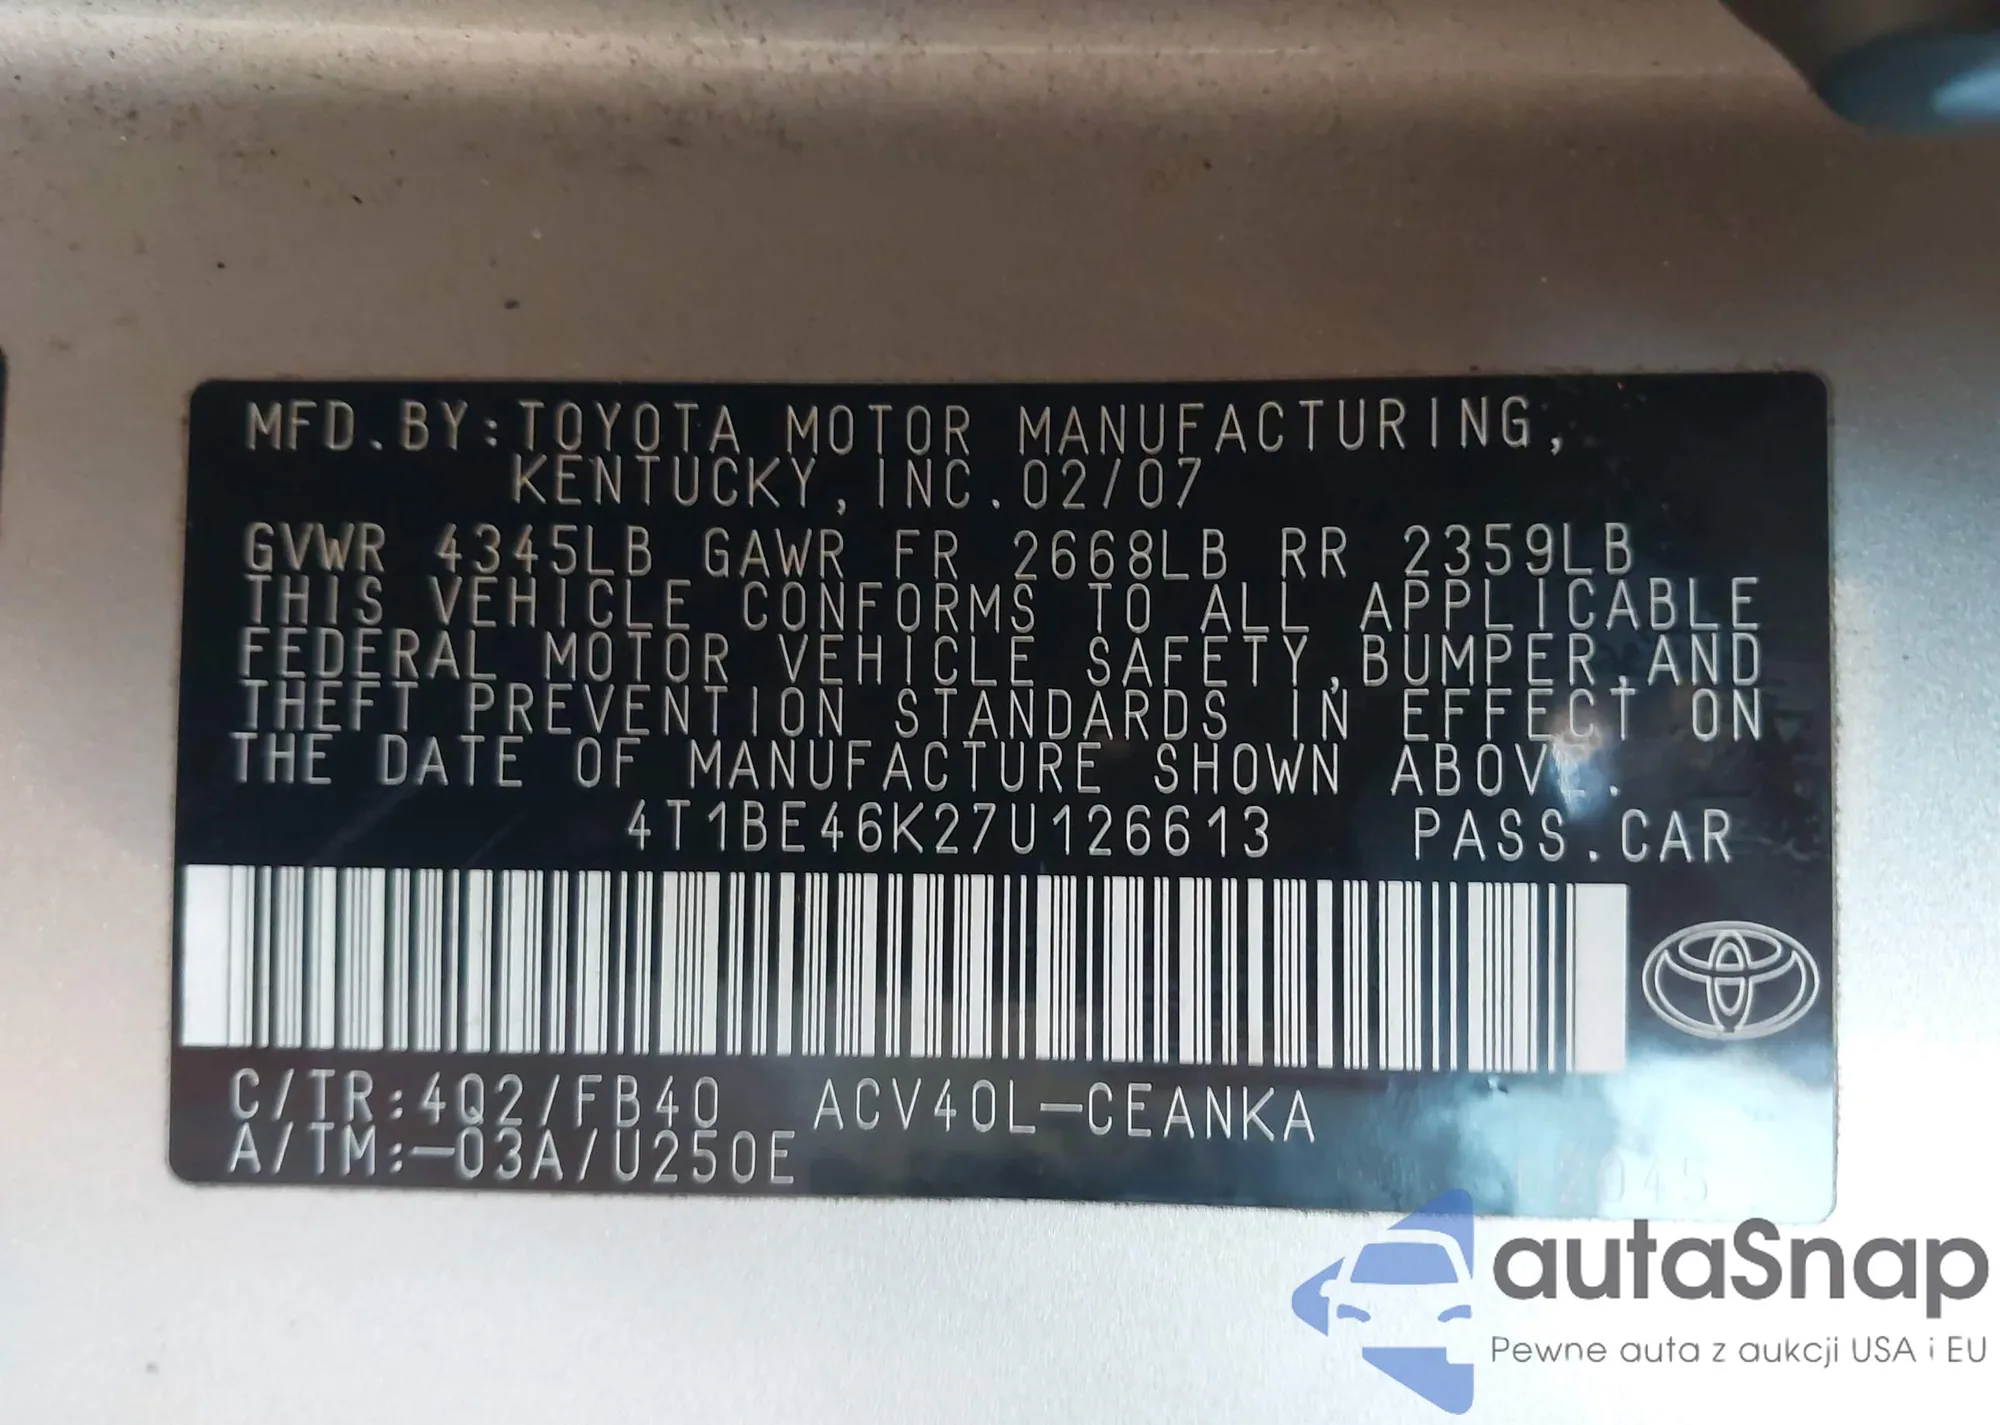 MFD.BY:TOYOTA MOTOR MANUFACTURING,
KENTUCKY,INC.02/07
GVWR 4345LB GAWR FR 2668LB RR 2359LB
THIS VEHICLE CONFORMS TO ALL APPLICABLE
FEDERAL MOTOR VEHICLE SAFETY,BUMPER,AND
THEFT PREVENTION STANDARDS IN EFFECT ON
THE DATE OF MANUFACTURE SHOWN ABOVE.
4T1BE46K27U126613 PASS.CAR
C/TR:4Q2/FB40 ACV40L-CEANKA
A/TM:-03A/U250E
02045
autaSnap
Pewne auta z aukcji USA i EU